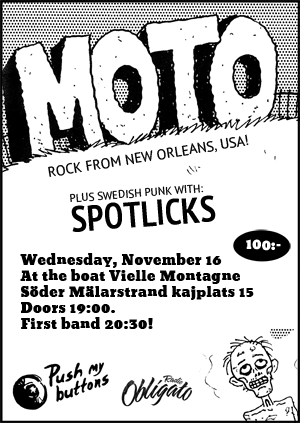 MOTO
ROCK FROM NEW ORLEANS, USA!
PLUS SWEDISH PUNK WITH:
SPOTLICKS
100:-
Wednesday, November 16
At the boat Vielle Montagne
Söder Mälarstrand kajplats 15
Doors 19:00.
First band 20:30!
Push my
buttons
Radio
Obligato